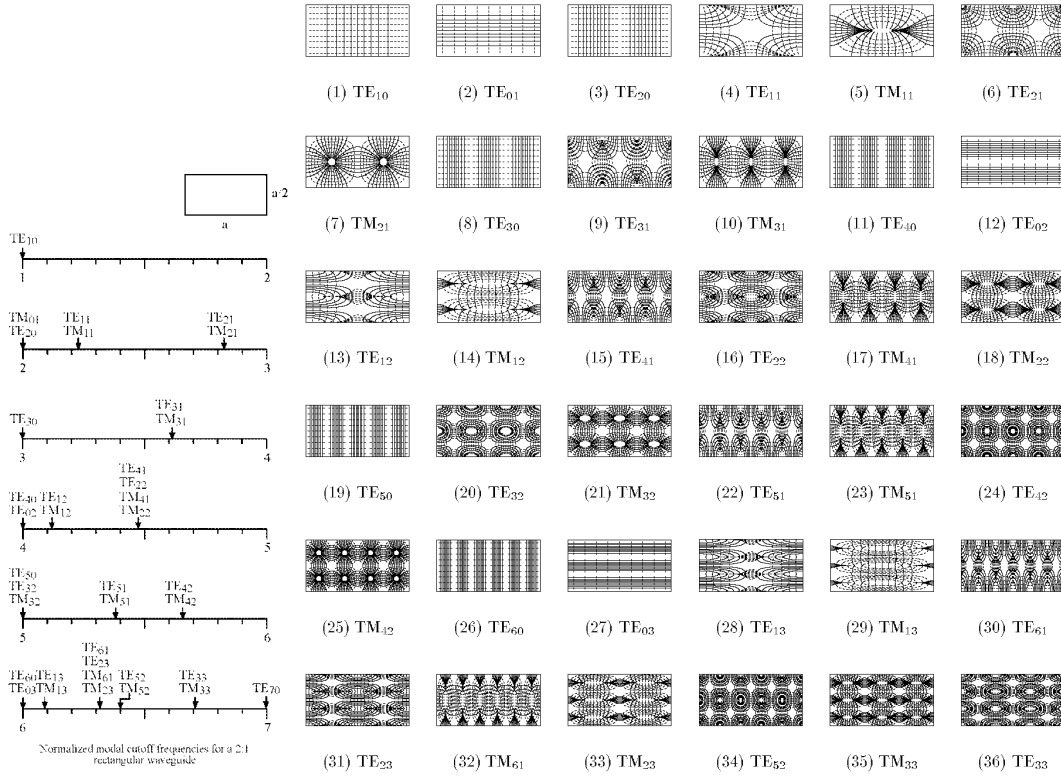 a
a/2
TE₁₀
1 2
TM₀₁ TE₁₁ TE₂₁
TE₂₀ TM₁₁ TM₂₁
2 3
TE₃₀ TE₃₁
TM₃₁
3 4
TE₄₁
TE₂₂
TE₄₀ TE₁₂ TM₄₁
TE₀₂ TM₁₂ TM₂₂
4 5
TE₅₀
TE₃₂ TE₅₁ TE₄₂
TM₃₂ TM₅₁ TM₄₂
5 6
TE₆₁
TE₂₃
TE₆₀ TE₁₃ TM₆₁ TE₅₂ TE₃₃
TE₀₃ TM₁₃ TM₂₃ TM₅₂ TM₃₃ TE₇₀
6 7
Normalized modal cutoff frequencies for a 2:1
rectangular waveguide
(1) TE₁₀ (2) TE₀₁ (3) TE₂₀ (4) TE₁₁ (5) TM₁₁ (6) TE₂₁
(7) TM₂₁ (8) TE₃₀ (9) TE₃₁ (10) TM₃₁ (11) TE₄₀ (12) TE₀₂
(13) TE₁₂ (14) TM₁₂ (15) TE₄₁ (16) TE₂₂ (17) TM₄₁ (18) TM₂₂
(19) TE₅₀ (20) TE₃₂ (21) TM₃₂ (22) TE₅₁ (23) TM₅₁ (24) TE₄₂
(25) TM₄₂ (26) TE₆₀ (27) TE₀₃ (28) TE₁₃ (29) TM₁₃ (30) TE₆₁
(31) TE₂₃ (32) TM₆₁ (33) TM₂₃ (34) TE₅₂ (35) TM₃₃ (36) TE₃₃